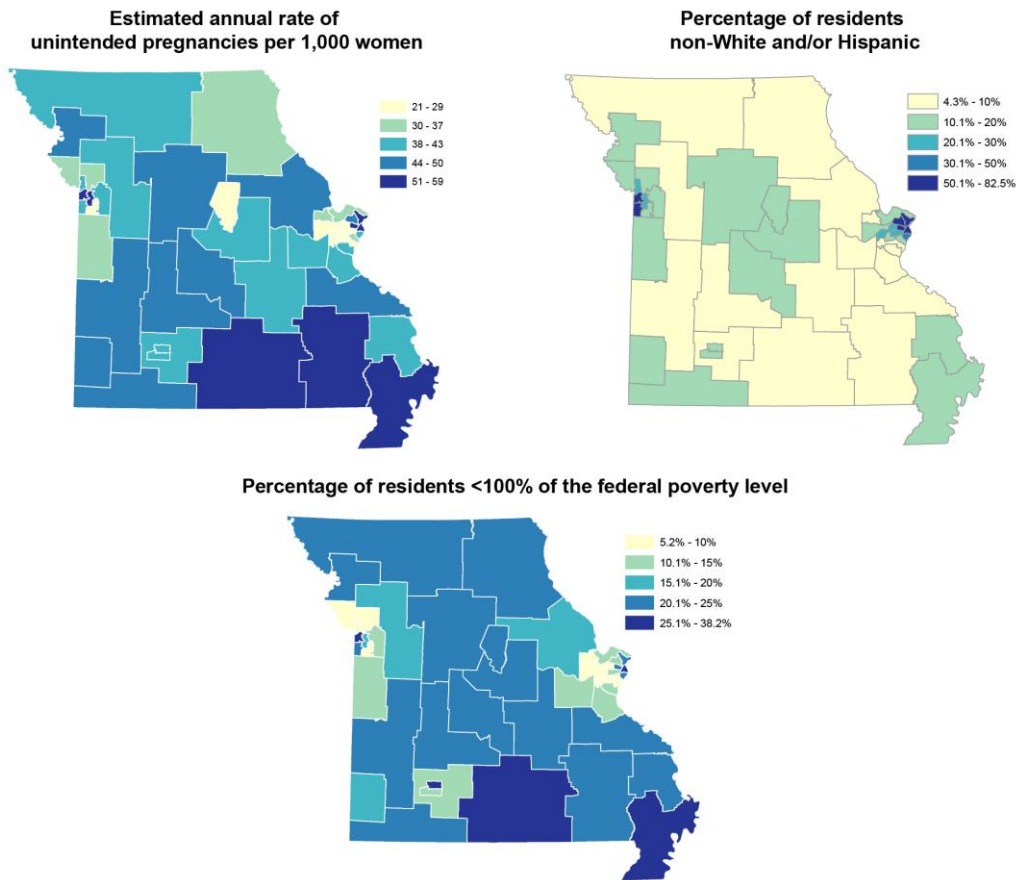 Estimated annual rate of
unintended pregnancies per 1,000 women
21 - 29
30 - 37
38 - 43
44 - 50
51 - 59
Percentage of residents
non-White and/or Hispanic
4.3% - 10%
10.1% - 20%
20.1% - 30%
30.1% - 50%
50.1% - 82.5%
Percentage of residents <100% of the federal poverty level
5.2% - 10%
10.1% - 15%
15.1% - 20%
20.1% - 25%
25.1% - 38.2%